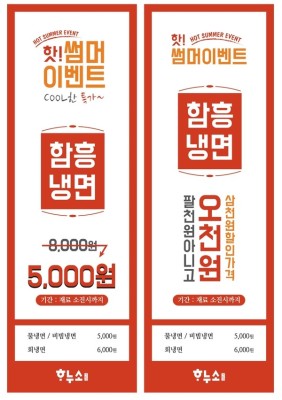 HOT SUMMER EVENT
핫! 썸머
이벤트
COOL한 특가~
함흥
냉면
8,000원
5,000원
기간 : 재료 소진시까지
물냉면 / 비빔냉면 5,000원
회냉면 6,000원
하누소
HOT SUMMER EVENT
핫!
썸머이벤트
함흥
냉면
삼천원할인가격
오천원
팔천원아니고
기간 : 재료 소진시까지
물냉면 / 비빔냉면 5,000원
회냉면 6,000원
하누소